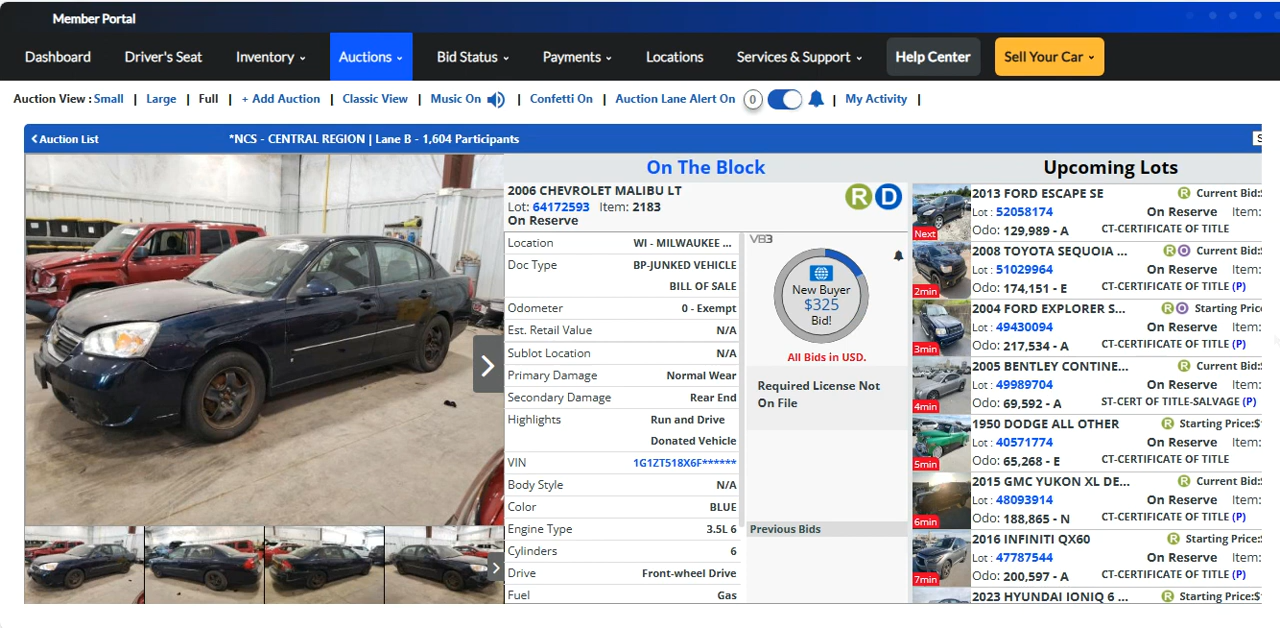 Member Portal
Dashboard Driver's Seat Inventory Auctions Bid Status Payments Locations Services & Support Help Center Sell Your Car
Auction View : Small | Large | Full | + Add Auction | Classic View | Music On | Confetti On | Auction Lane Alert On 0 | My Activity |
Auction List *NCS - CENTRAL REGION | Lane B - 1,604 Participants S
On The Block
2006 CHEVROLET MALIBU LT
Lot: 64172593 Item: 2183
On Reserve
R D
Location WI - MILWAUKEE ...
Doc Type BP-JUNKED VEHICLE
BILL OF SALE
Odometer 0 - Exempt
Est. Retail Value N/A
Sublot Location N/A
Primary Damage Normal Wear
Secondary Damage Rear End
Highlights Run and Drive
Donated Vehicle
VIN 1G1ZT518X6F******
Body Style N/A
Color BLUE
Engine Type 3.5L 6
Cylinders 6
Drive Front-wheel Drive
Fuel Gas
VB3
New Buyer
$325
Bid!
All Bids in USD.
Required License Not
On File
Previous Bids
Upcoming Lots
2013 FORD ESCAPE SE R Current Bid:
Lot : 52058174 On Reserve Item:
Next Odo: 129,989 - A CT-CERTIFICATE OF TITLE
2008 TOYOTA SEQUOIA ... R O Current Bid:
Lot : 51029964 On Reserve Item:
2min Odo: 174,151 - E CT-CERTIFICATE OF TITLE (P)
2004 FORD EXPLORER S... R O Starting Price
Lot : 49430094 On Reserve Item:
3min Odo: 217,534 - A CT-CERTIFICATE OF TITLE (P)
2005 BENTLEY CONTINE... R Current Bid:
Lot : 49989704 On Reserve Item:
4min Odo: 69,592 - A ST-CERT OF TITLE-SALVAGE (P)
1950 DODGE ALL OTHER R Starting Price:$
Lot : 40571774 On Reserve Item:
5min Odo: 65,268 - E CT-CERTIFICATE OF TITLE
2015 GMC YUKON XL DE... R Current Bid:
Lot : 48093914 On Reserve Item:
6min Odo: 188,865 - N CT-CERTIFICATE OF TITLE (P)
2016 INFINITI QX60 R Starting Price:
Lot : 47787544 On Reserve Item:
7min Odo: 200,597 - A CT-CERTIFICATE OF TITLE (P)
2023 HYUNDAI IONIQ 6 ... R Starting Price:$